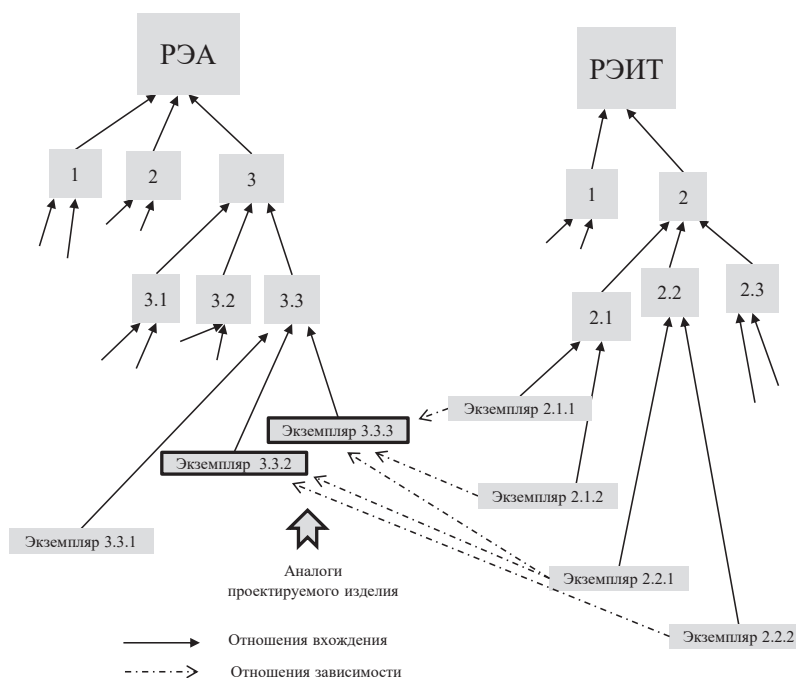 РЭА
РЭИТ
1
2
3
1
2
3.1
3.2
3.3
2.1
2.2
2.3
Экземпляр 2.1.1
Экземпляр 3.3.3
Экземпляр 3.3.2
Экземпляр 2.1.2
Экземпляр 3.3.1
Экземпляр 2.2.1
Аналоги
проектируемого изделия
Экземпляр 2.2.2
Отношения вхождения
Отношения зависимости